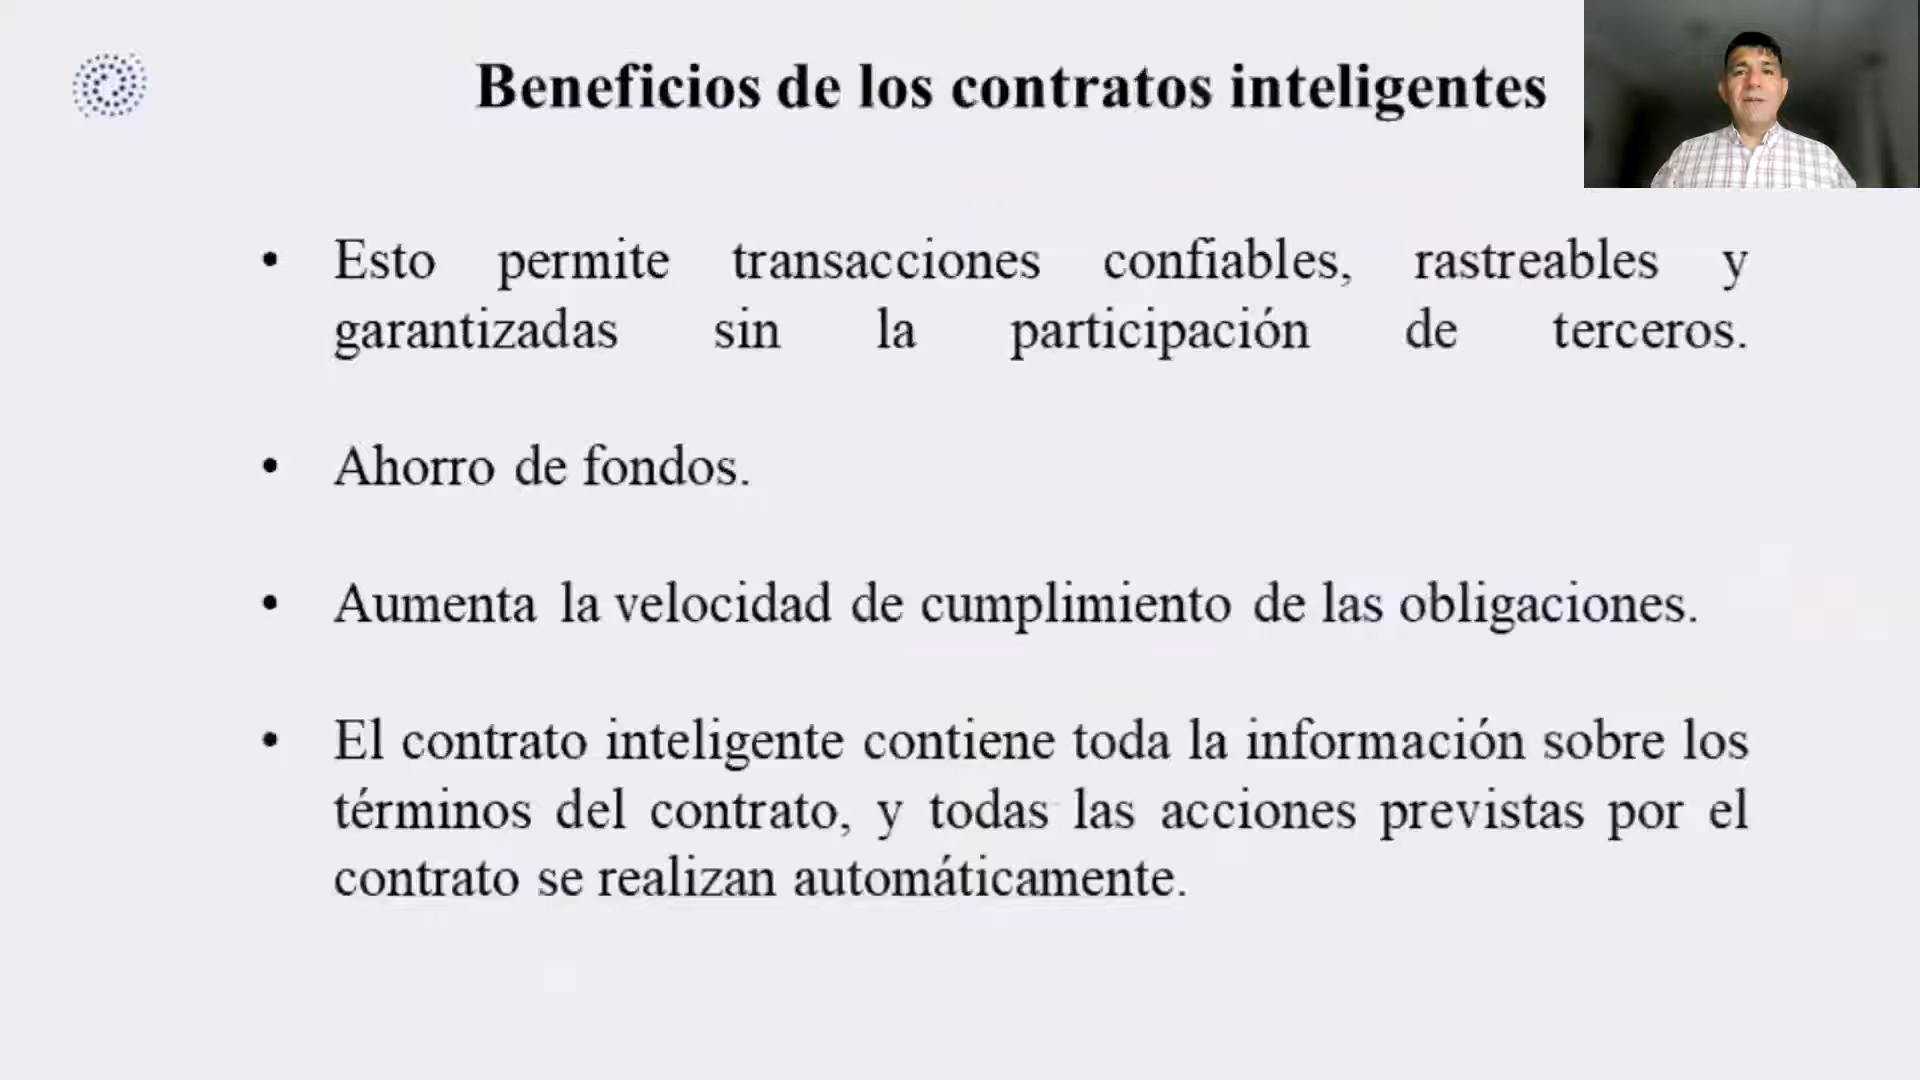 Beneficios de los contratos inteligentes
• Esto permite transacciones confiables, rastreables y
garantizadas sin la participación de terceros.
• Ahorro de fondos.
• Aumenta la velocidad de cumplimiento de las obligaciones.
• El contrato inteligente contiene toda la información sobre los
términos del contrato, y todas las acciones previstas por el
contrato se realizan automáticamente.